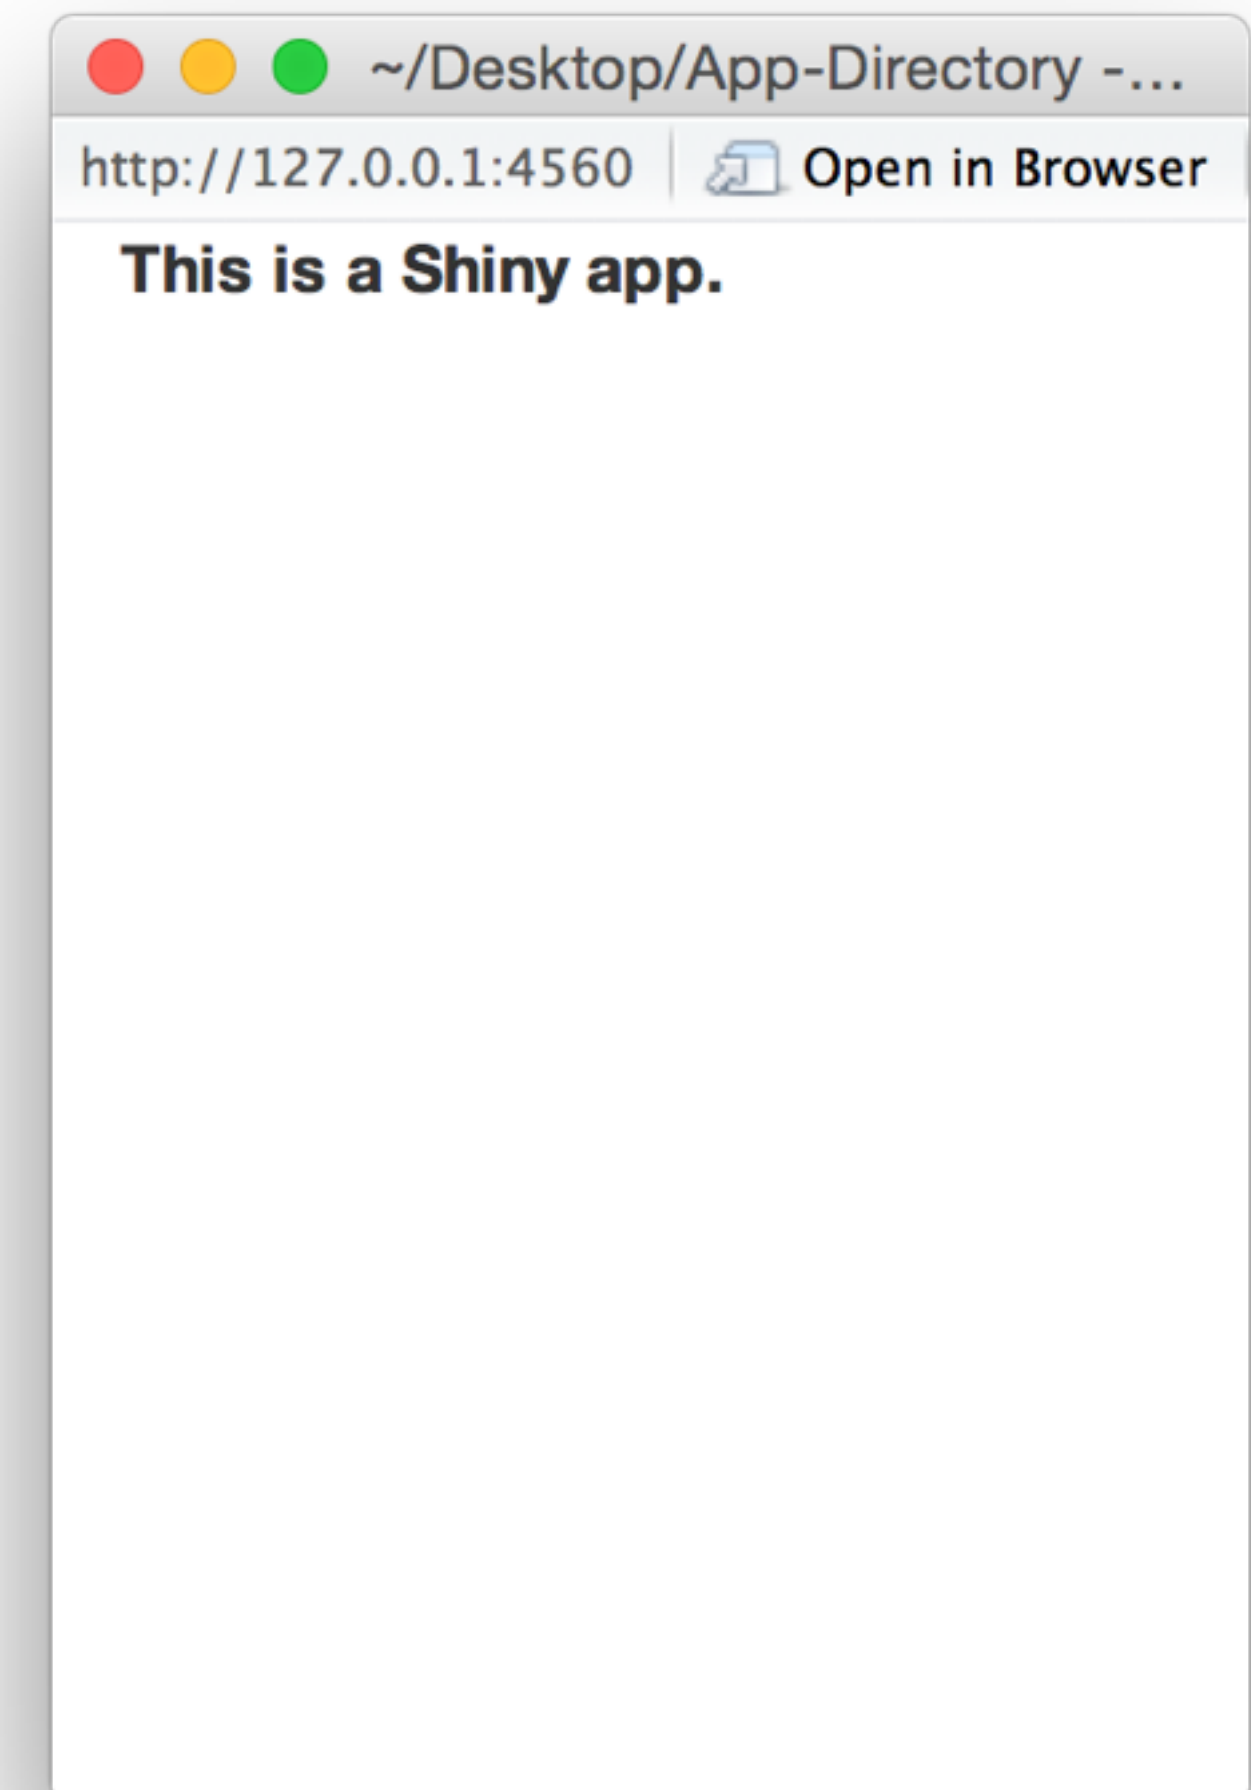 ~/Desktop/App-Directory -...
http://127.0.0.1:4560 Open in Browser
This is a Shiny app.